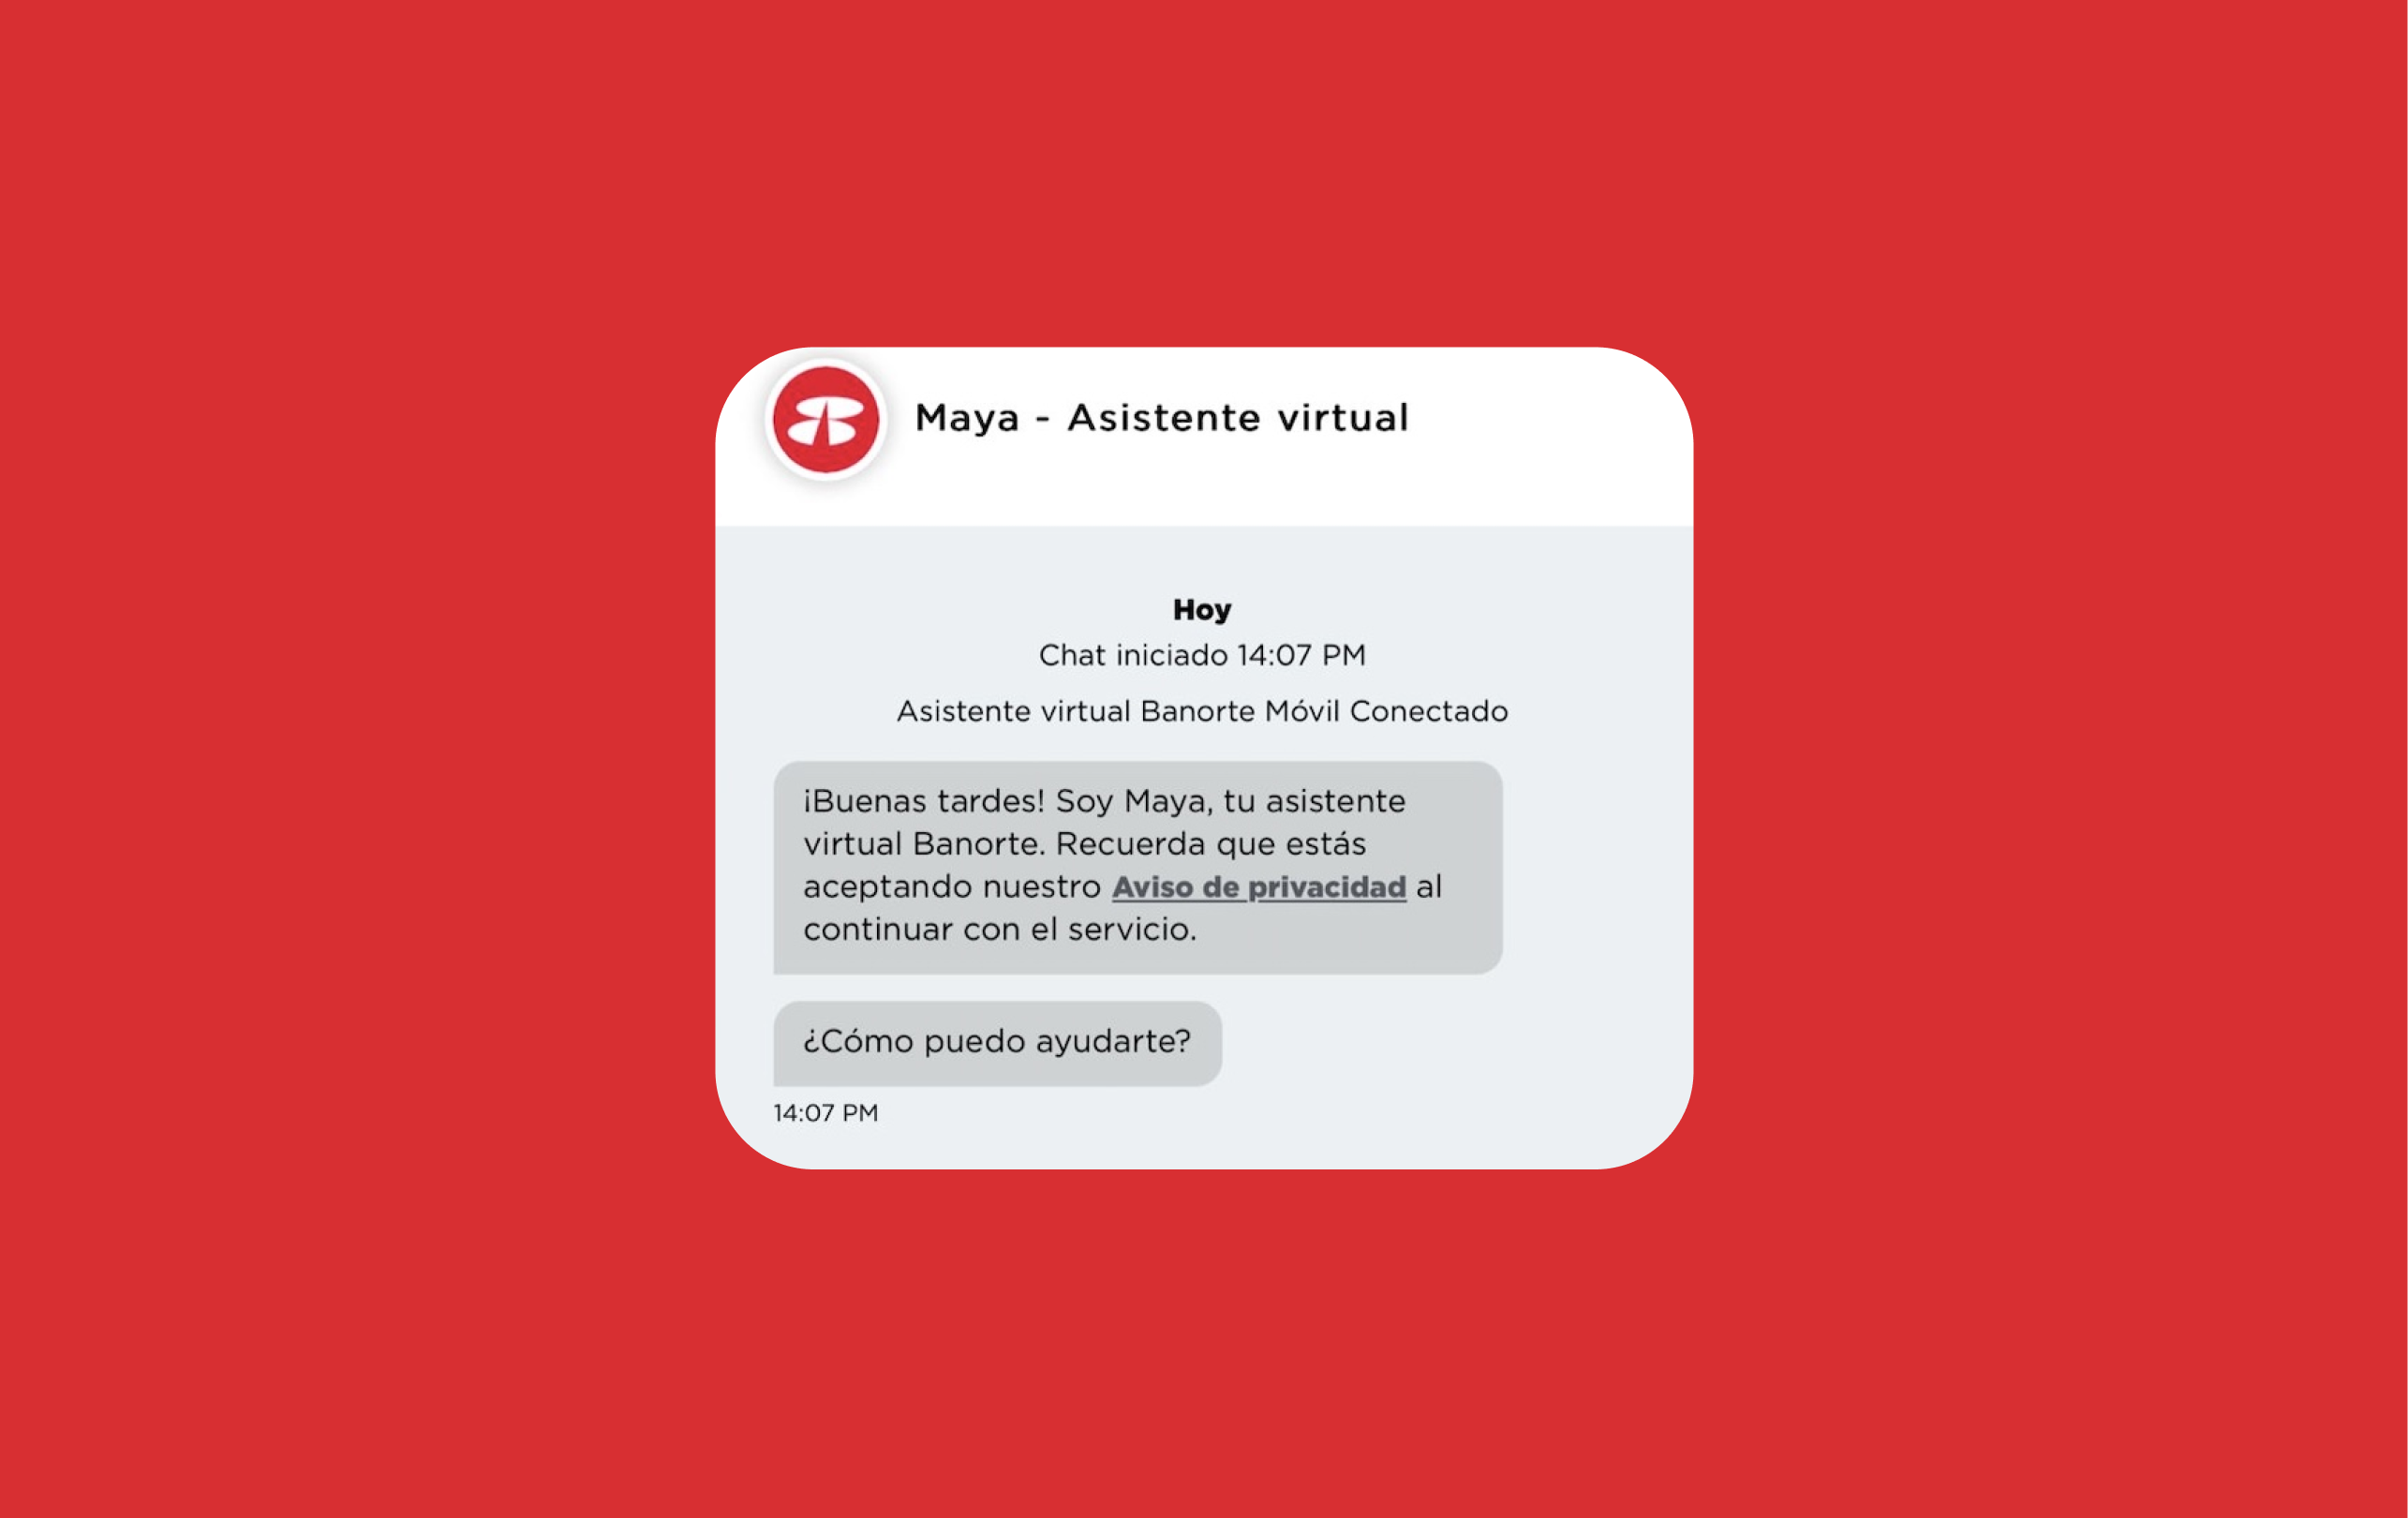 Maya - Asistente virtual
Hoy
Chat iniciado 14:07 PM
Asistente virtual Banorte Móvil Conectado
¡Buenas tardes! Soy Maya, tu asistente
virtual Banorte. Recuerda que estás
aceptando nuestro Aviso de privacidad al
continuar con el servicio.
¿Cómo puedo ayudarte?
14:07 PM